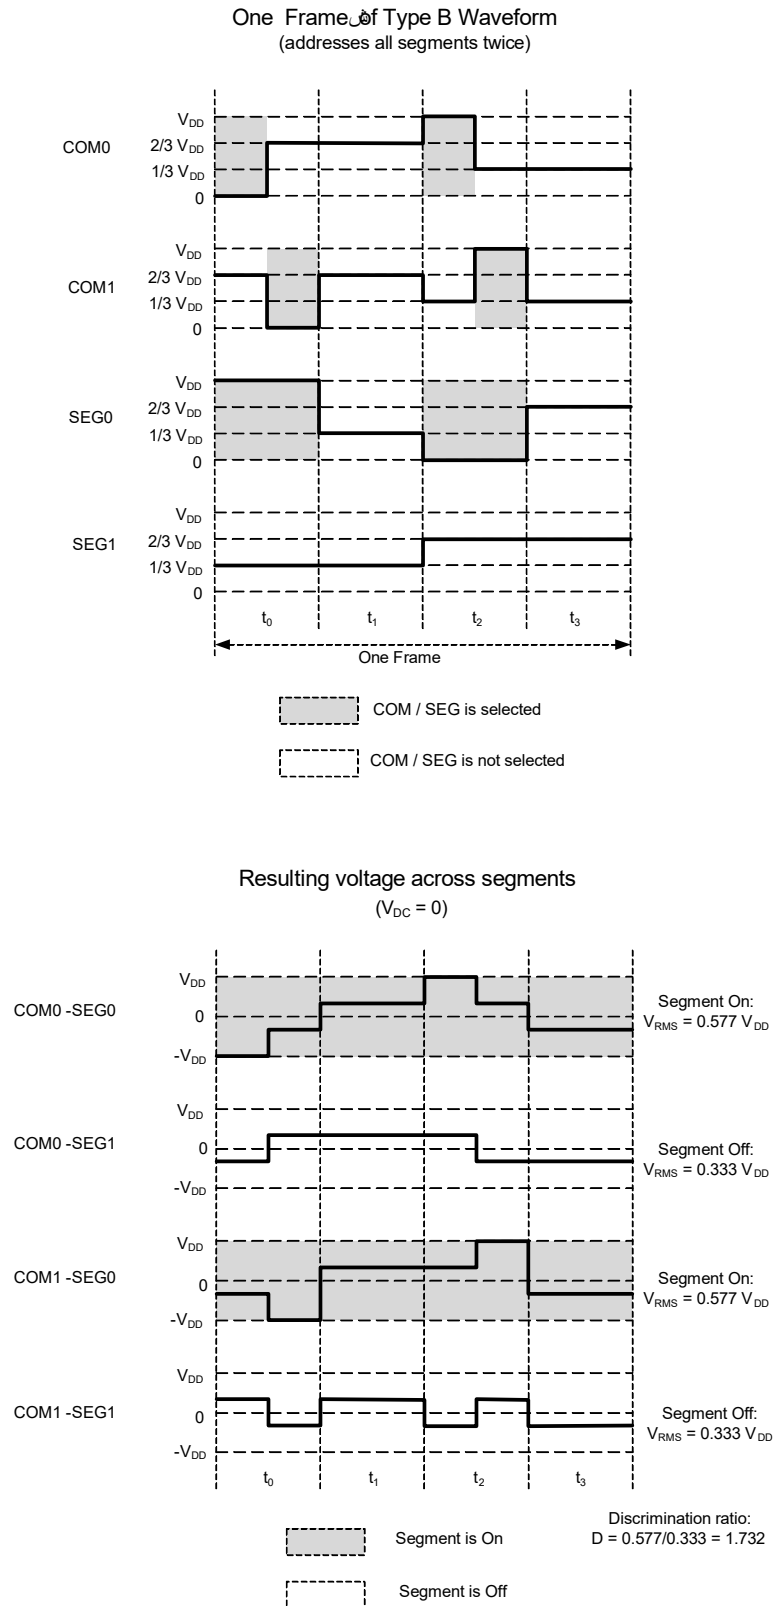 One Frame of Type B Waveform
(addresses all segments twice)
COM0
VDD
2/3 VDD
1/3 VDD
0
COM1
VDD
2/3 VDD
1/3 VDD
0
SEG0
VDD
2/3 VDD
1/3 VDD
0
SEG1
VDD
2/3 VDD
1/3 VDD
0
t0 t1 t2 t3
One Frame
COM / SEG is selected
COM / SEG is not selected
Resulting voltage across segments
(VDC = 0)
COM0 -SEG0
VDD
0
-VDD
Segment On:
VRMS = 0.577 VDD
COM0 -SEG1
VDD
0
-VDD
Segment Off:
VRMS = 0.333 VDD
COM1 -SEG0
VDD
0
-VDD
Segment On:
VRMS = 0.577 VDD
COM1 -SEG1
VDD
0
-VDD
Segment Off:
VRMS = 0.333 VDD
t0 t1 t2 t3
Segment is On
Discrimination ratio:
D = 0.577/0.333 = 1.732
Segment is Off